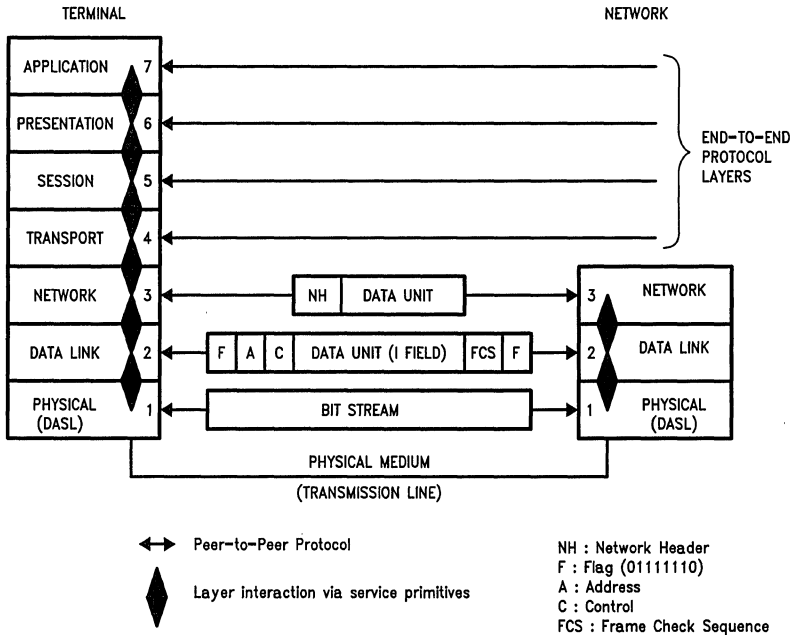 TERMINAL
NETWORK
APPLICATION 7
PRESENTATION 6
SESSION 5
TRANSPORT 4
END-TO-END
PROTOCOL
LAYERS
NETWORK 3
NH DATA UNIT
3 NETWORK
DATA LINK 2
F A C DATA UNIT (I FIELD) FCS F
2 DATA LINK
PHYSICAL
(DASL) 1
BIT STREAM
1 PHYSICAL
(DASL)
PHYSICAL MEDIUM
(TRANSMISSION LINE)
Peer-to-Peer Protocol
Layer interaction via service primitives
NH : Network Header
F : Flag (01111110)
A : Address
C : Control
FCS : Frame Check Sequence